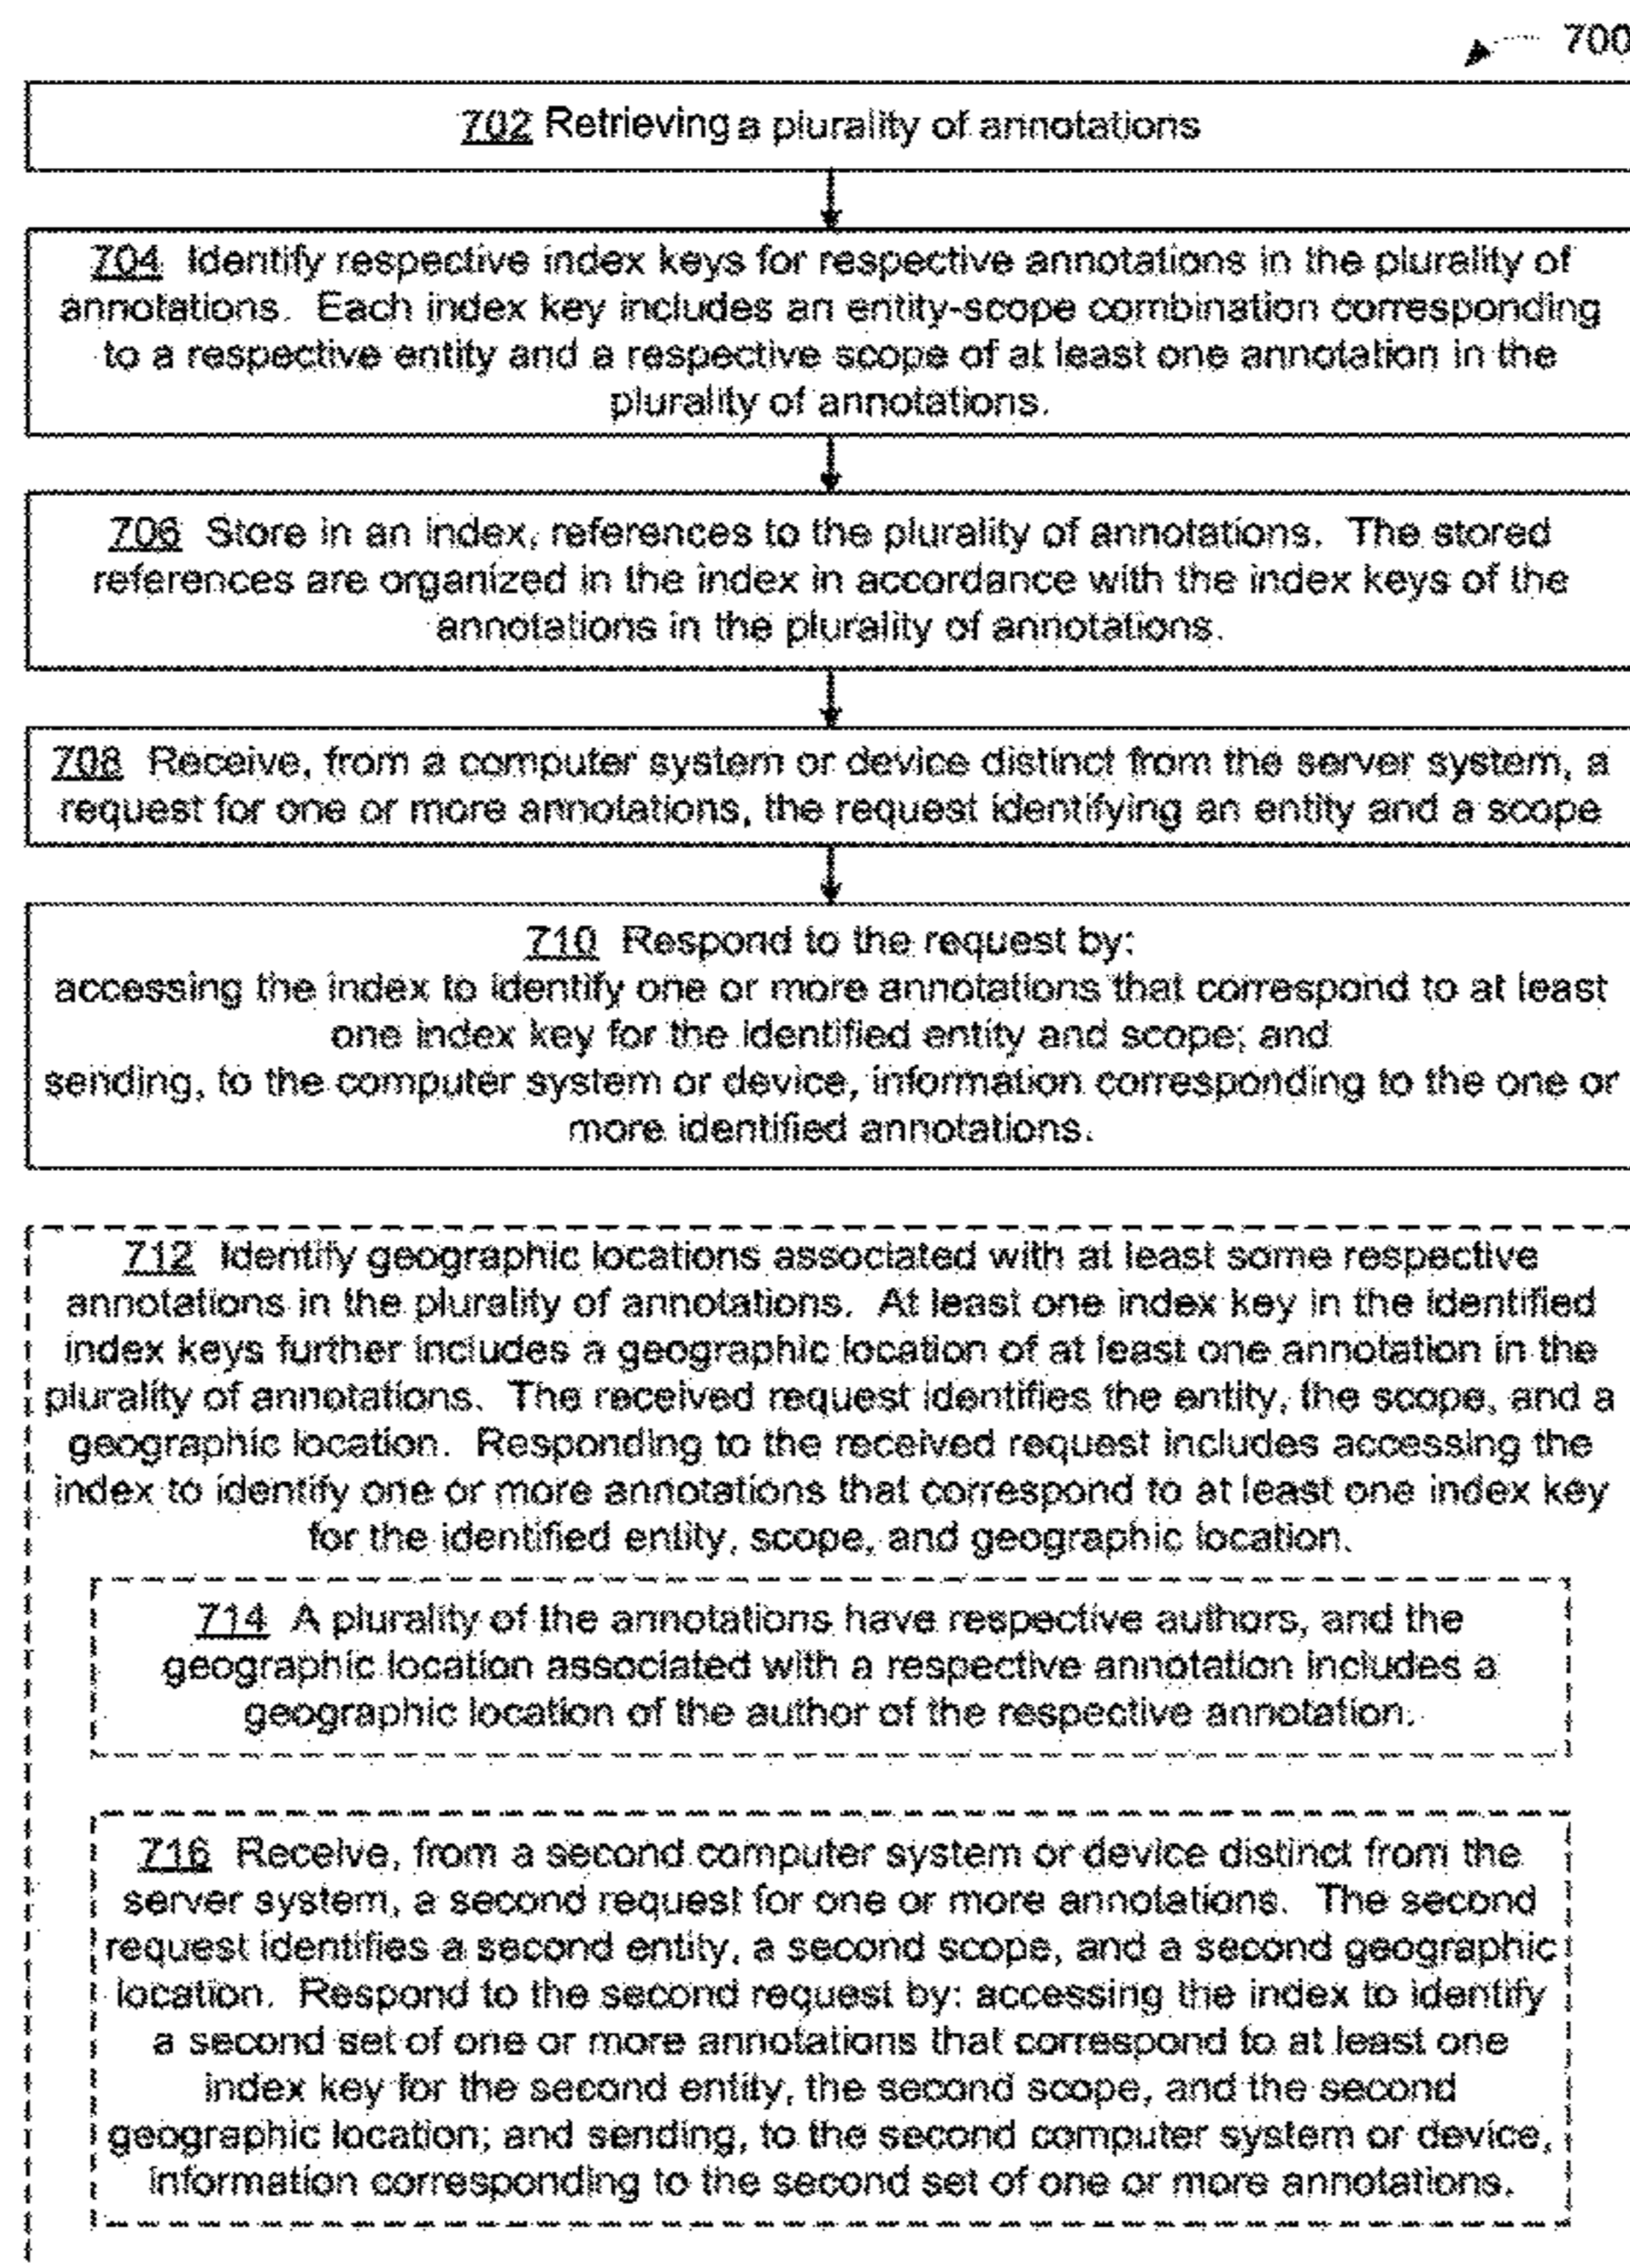 700
702 Retrieving a plurality of annotations
704 Identify respective index keys for respective annotations in the plurality of
annotations. Each index key includes an entity-scope combination corresponding
to a respective entity and a respective scope of at least one annotation in the
plurality of annotations.
706 Store in an index, references to the plurality of annotations. The stored
references are organized in the index in accordance with the index keys of the
annotations in the plurality of annotations.
708 Receive, from a computer system or device distinct from the server system, a
request for one or more annotations, the request identifying an entity and a scope
710 Respond to the request by:
accessing the index to identify one or more annotations that correspond to at least
one index key for the identified entity and scope; and
sending, to the computer system or device, information corresponding to the one or
more identified annotations.
712 Identify geographic locations associated with at least some respective
annotations in the plurality of annotations. At least one index key in the identified
index keys further includes a geographic location of at least one annotation in the
plurality of annotations. The received request identifies the entity, the scope, and a
geographic location. Responding to the received request includes accessing the
index to identify one or more annotations that correspond to at least one index key
for the identified entity, scope, and geographic location.
714 A plurality of the annotations have respective authors, and the
geographic location associated with a respective annotation includes a
geographic location of the author of the respective annotation.
716 Receive, from a second computer system or device distinct from the
server system, a second request for one or more annotations. The second
request identifies a second entity, a second scope, and a second geographic
location. Respond to the second request by: accessing the index to identify
a second set of one or more annotations that correspond to at least one
index key for the second entity, the second scope, and the second
geographic location; and sending, to the second computer system or device,
information corresponding to the second set of one or more annotations.